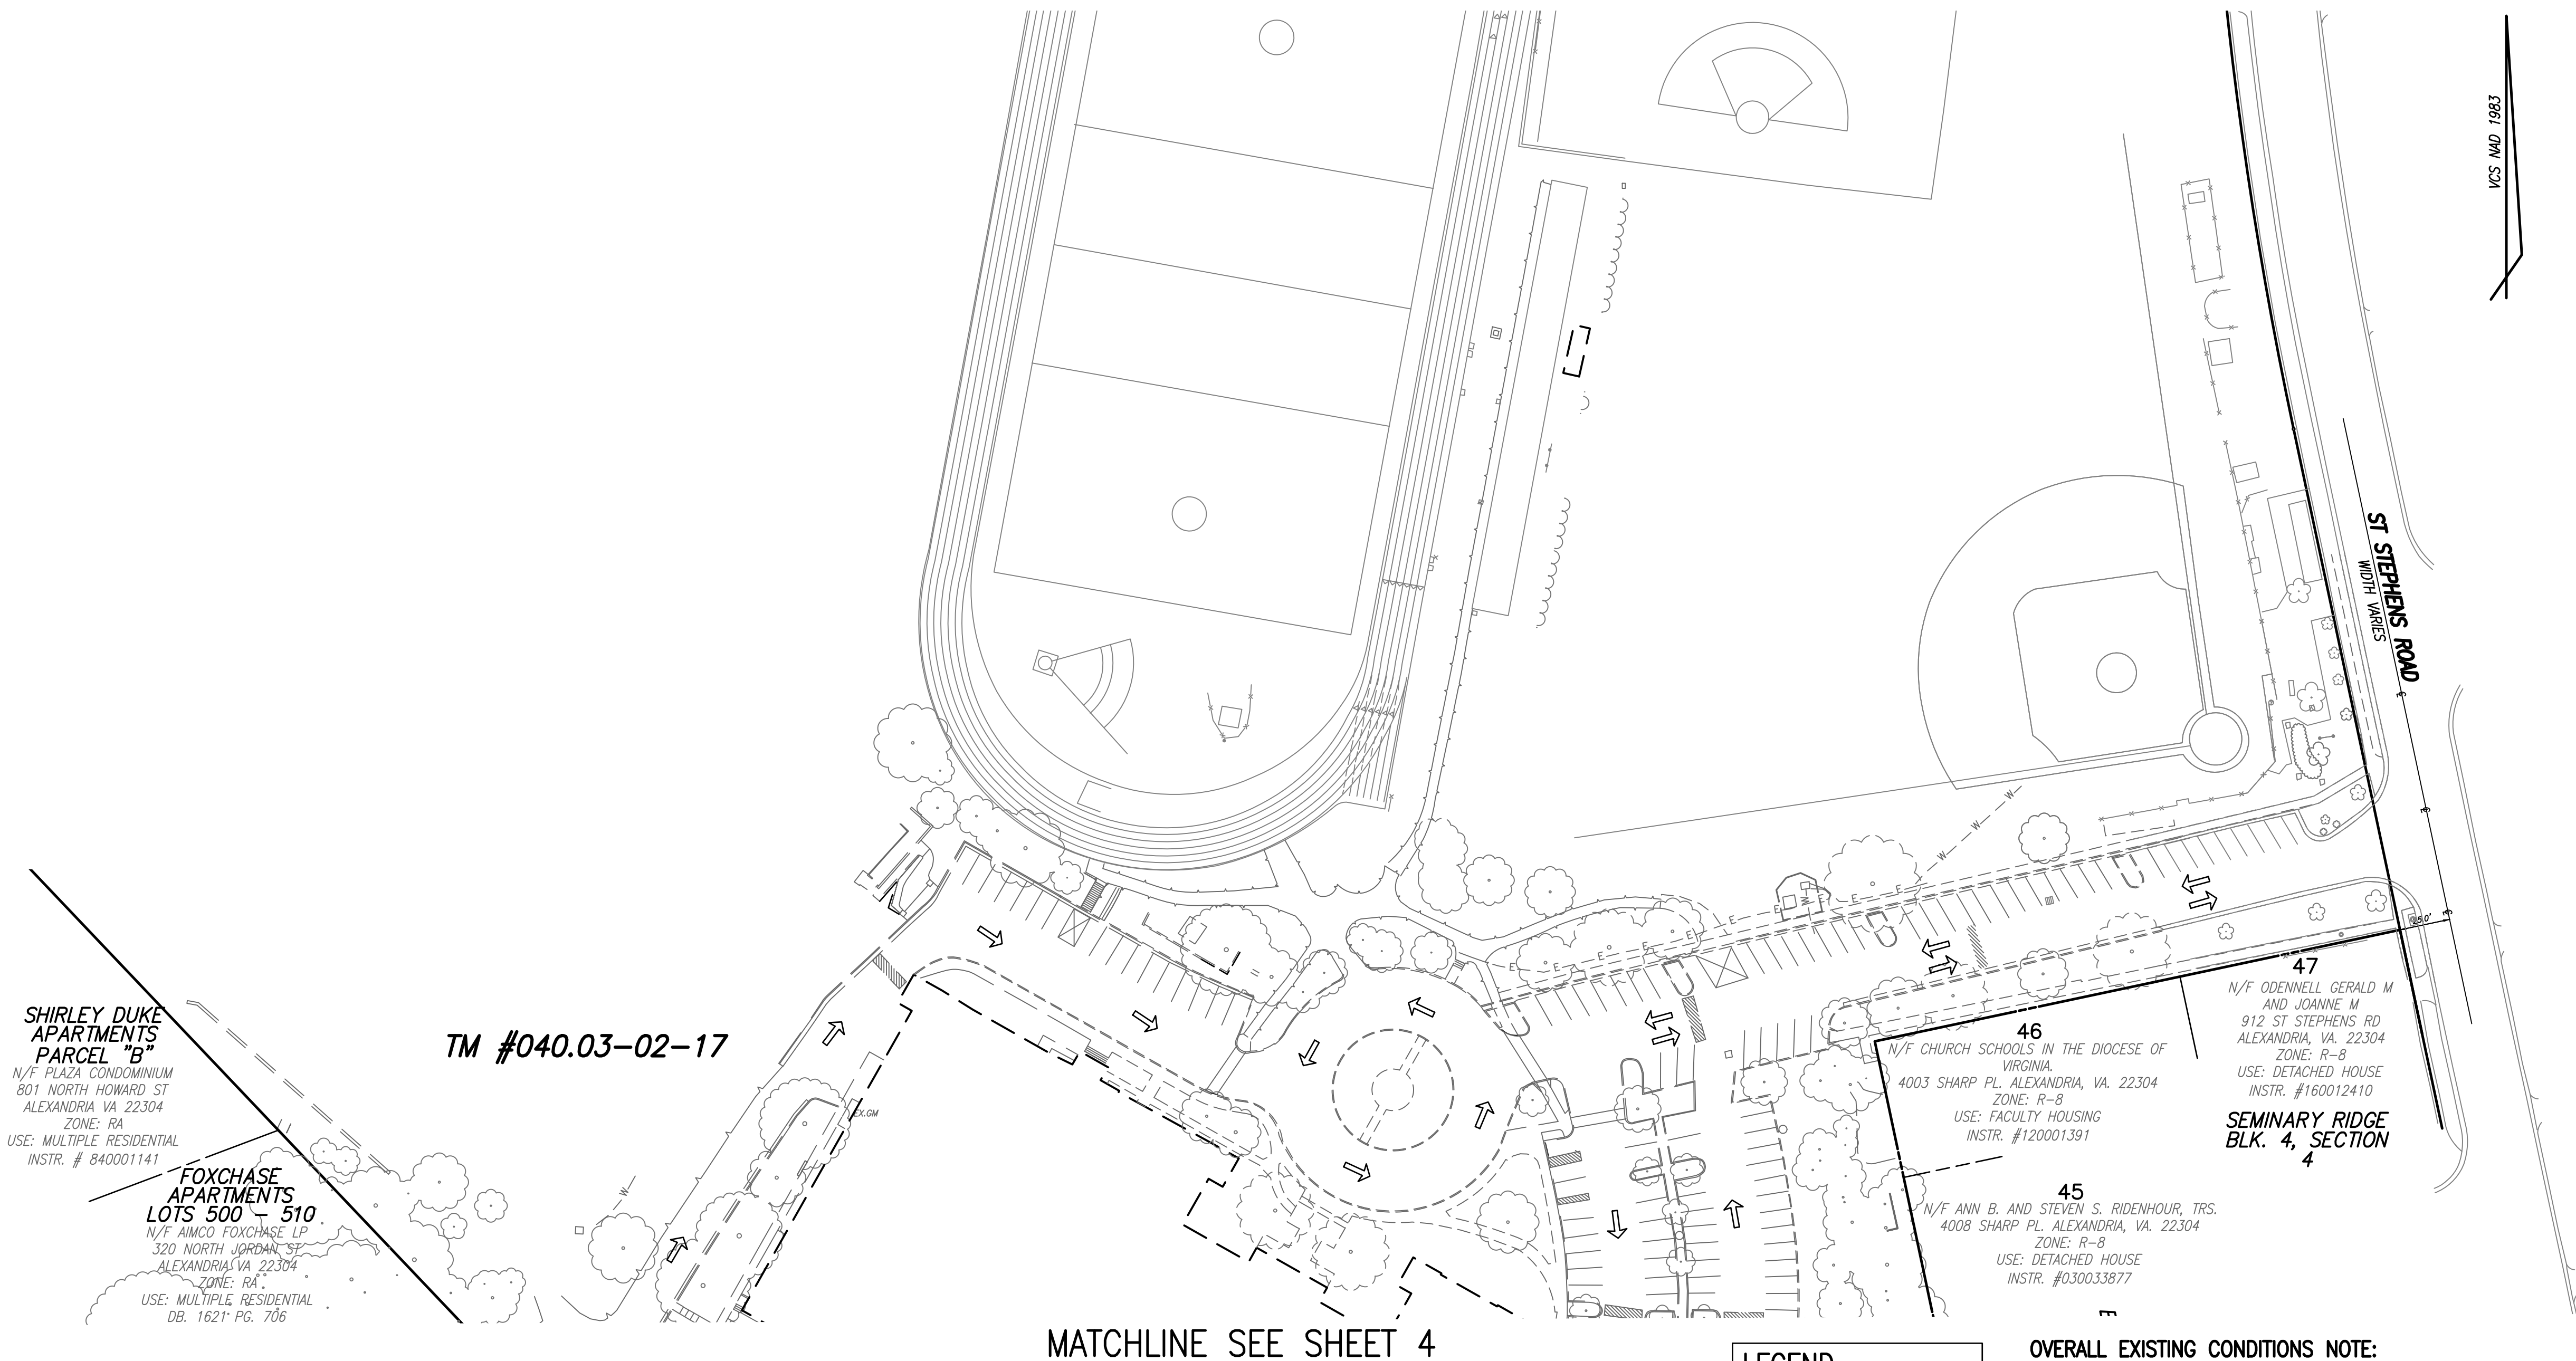 VCS NAD 1983
ST STEPHENS ROAD
WIDTH VARIES
SHIRLEY DUKE
APARTMENTS
PARCEL "B"
N/F PLAZA CONDOMINIUM
801 NORTH HOWARD ST
ALEXANDRIA VA 22304
ZONE: RA
USE: MULTIPLE RESIDENTIAL
INSTR. # 840001141
FOXCHASE
APARTMENTS
LOTS 500 - 510
N/F AIMCO FOXCHASE LP
320 NORTH JORDAN ST
ALEXANDRIA VA 22304
ZONE: RA
USE: MULTIPLE RESIDENTIAL
DB. 1621 PG. 706
TM #040.03-02-17
EX.GM
W
W
W
W
W
E
E
E
E
E
E
E
E
47
N/F ODENNELL GERALD M
AND JOANNE M
912 ST STEPHENS RD
ALEXANDRIA, VA. 22304
ZONE: R-8
USE: DETACHED HOUSE
INSTR. #160012410
SEMINARY RIDGE
BLK. 4, SECTION
4
46
N/F CHURCH SCHOOLS IN THE DIOCESE OF
VIRGINIA.
4003 SHARP PL. ALEXANDRIA, VA. 22304
ZONE: R-8
USE: FACULTY HOUSING
INSTR. #120001391
45
N/F ANN B. AND STEVEN S. RIDENHOUR, TRS.
4008 SHARP PL. ALEXANDRIA, VA. 22304
ZONE: R-8
USE: DETACHED HOUSE
INSTR. #030033877
MATCHLINE SEE SHEET 4
LEGEND
OVERALL EXISTING CONDITIONS NOTE: